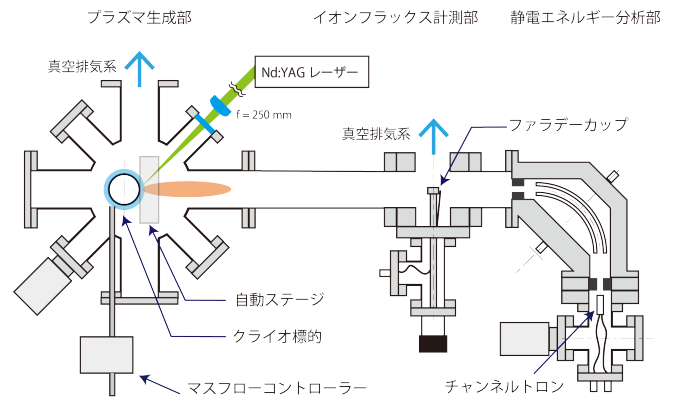 プラズマ生成部
イオンフラックス計測部
静電エネルギー分析部
真空排気系
Nd:YAG レーザー
f = 250 mm
真空排気系
ファラデーカップ
自動ステージ
クライオ標的
マスフローコントローラー
チャンネルトロン